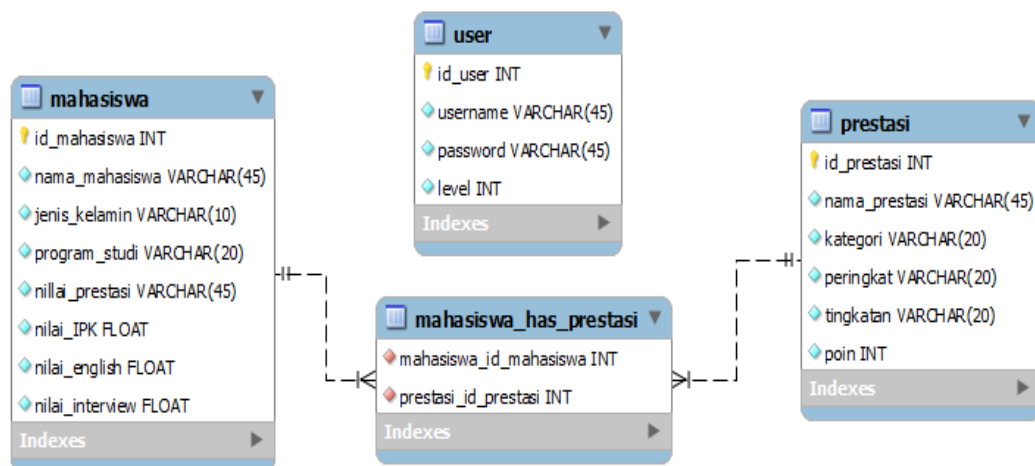 user
id_user INT
username VARCHAR(45)
password VARCHAR(45)
level INT
Indexes
mahasiswa
id_mahasiswa INT
nama_mahasiswa VARCHAR(45)
jenis_kelamin VARCHAR(10)
program_studi VARCHAR(20)
nillai_prestasi VARCHAR(45)
nilai_IPK FLOAT
nilai_english FLOAT
nilai_interview FLOAT
Indexes
mahasiswa_has_prestasi
mahasiswa_id_mahasiswa INT
prestasi_id_prestasi INT
Indexes
prestasi
id_prestasi INT
nama_prestasi VARCHAR(45)
kategori VARCHAR(20)
peringkat VARCHAR(20)
tingkatan VARCHAR(20)
poin INT
Indexes